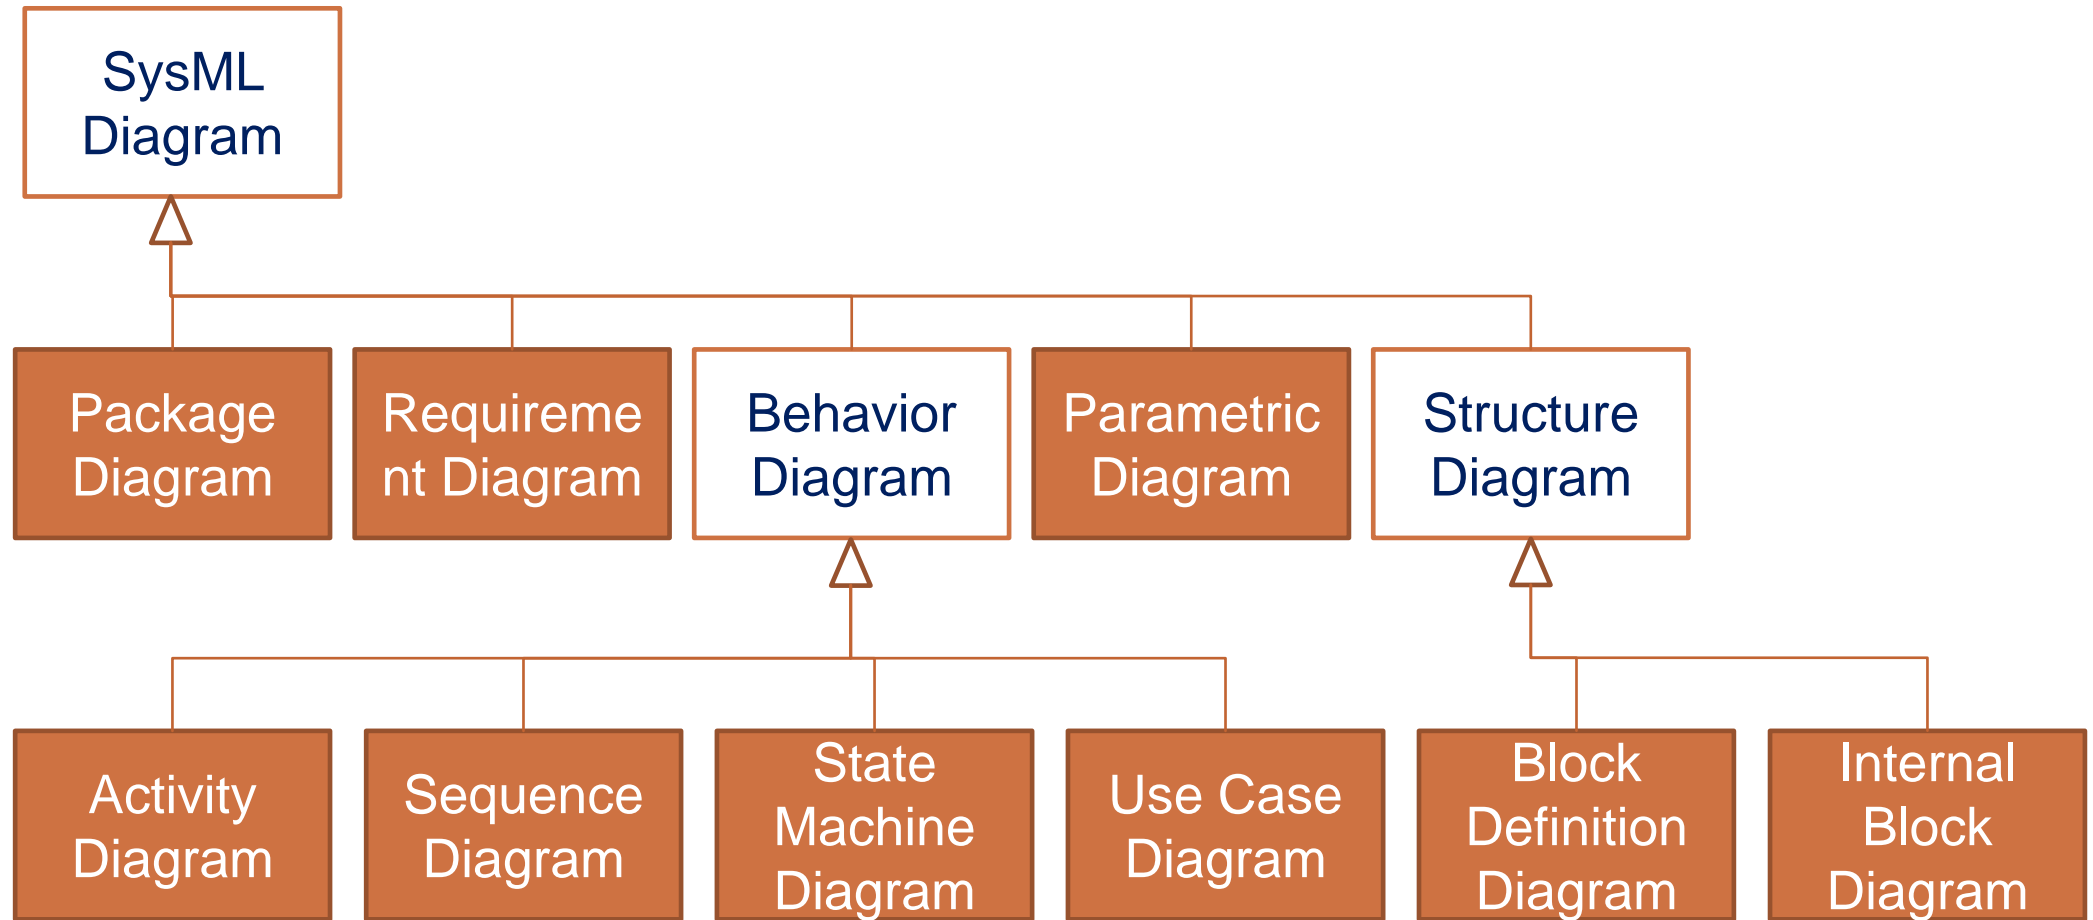 SysML
Diagram
Package
Diagram
Requireme
nt Diagram
Behavior
Diagram
Parametric
Diagram
Structure
Diagram
Activity
Diagram
Sequence
Diagram
State
Machine
Diagram
Use Case
Diagram
Block
Definition
Diagram
Internal
Block
Diagram